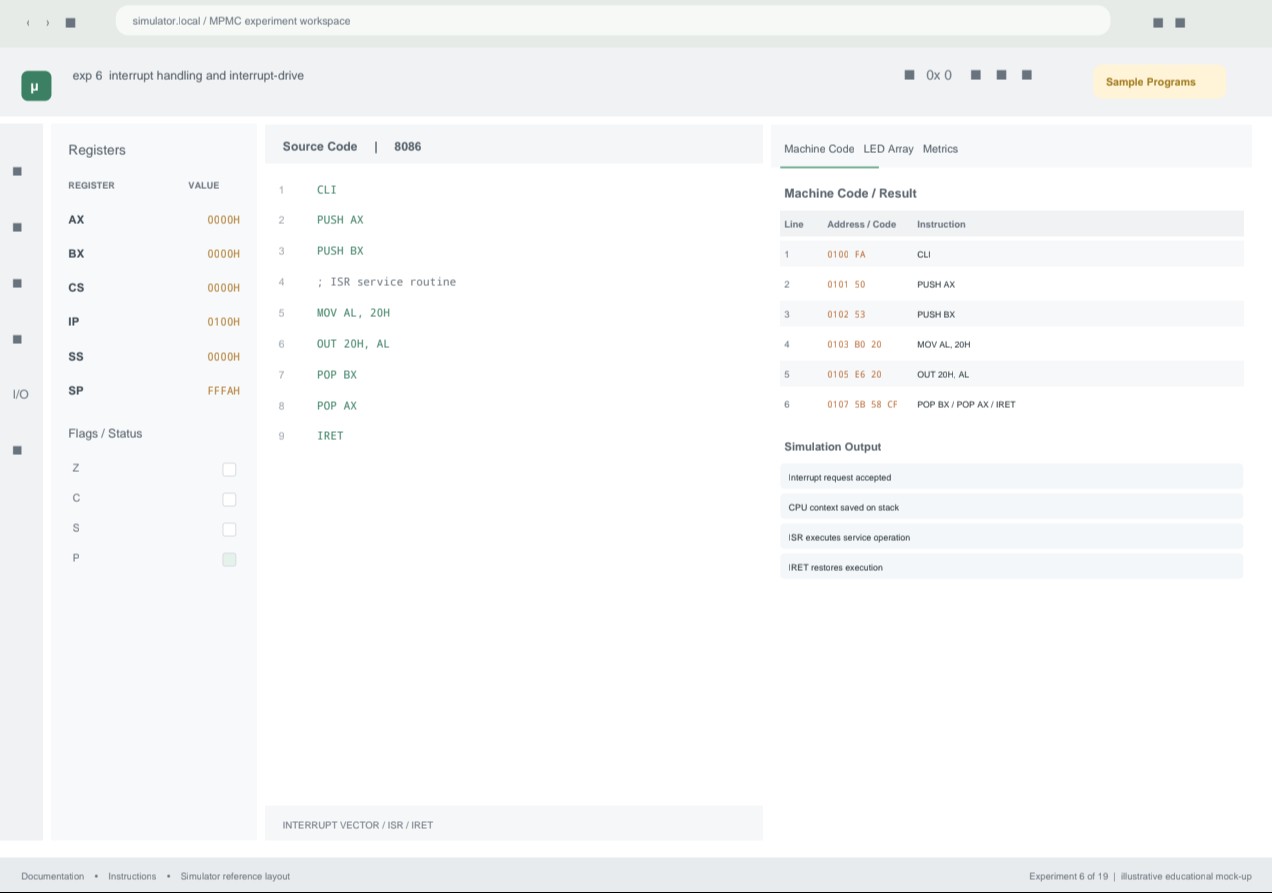 ‹ › ■ simulator.local / MPMC experiment workspace ■ ■
µ exp 6 interrupt handling and interrupt-drive ■ 0x 0 ■ ■ ■ Sample Programs
I/O
Registers
REGISTER VALUE
AX 0000H
BX 0000H
CS 0000H
IP 0100H
SS 0000H
SP FFFAH
Flags / Status
Z
C
S
P
Source Code | 8086
1 CLI
2 PUSH AX
3 PUSH BX
4 ; ISR service routine
5 MOV AL, 20H
6 OUT 20H, AL
7 POP BX
8 POP AX
9 IRET
INTERRUPT VECTOR / ISR / IRET
Machine Code LED Array Metrics
Machine Code / Result
Line Address / Code Instruction
1 0100 FA CLI
2 0101 50 PUSH AX
3 0102 53 PUSH BX
4 0103 B0 20 MOV AL, 20H
5 0105 E6 20 OUT 20H, AL
6 0107 5B 58 CF POP BX / POP AX / IRET
Simulation Output
Interrupt request accepted
CPU context saved on stack
ISR executes service operation
IRET restores execution
Documentation • Instructions • Simulator reference layout
Experiment 6 of 19 | illustrative educational mock-up